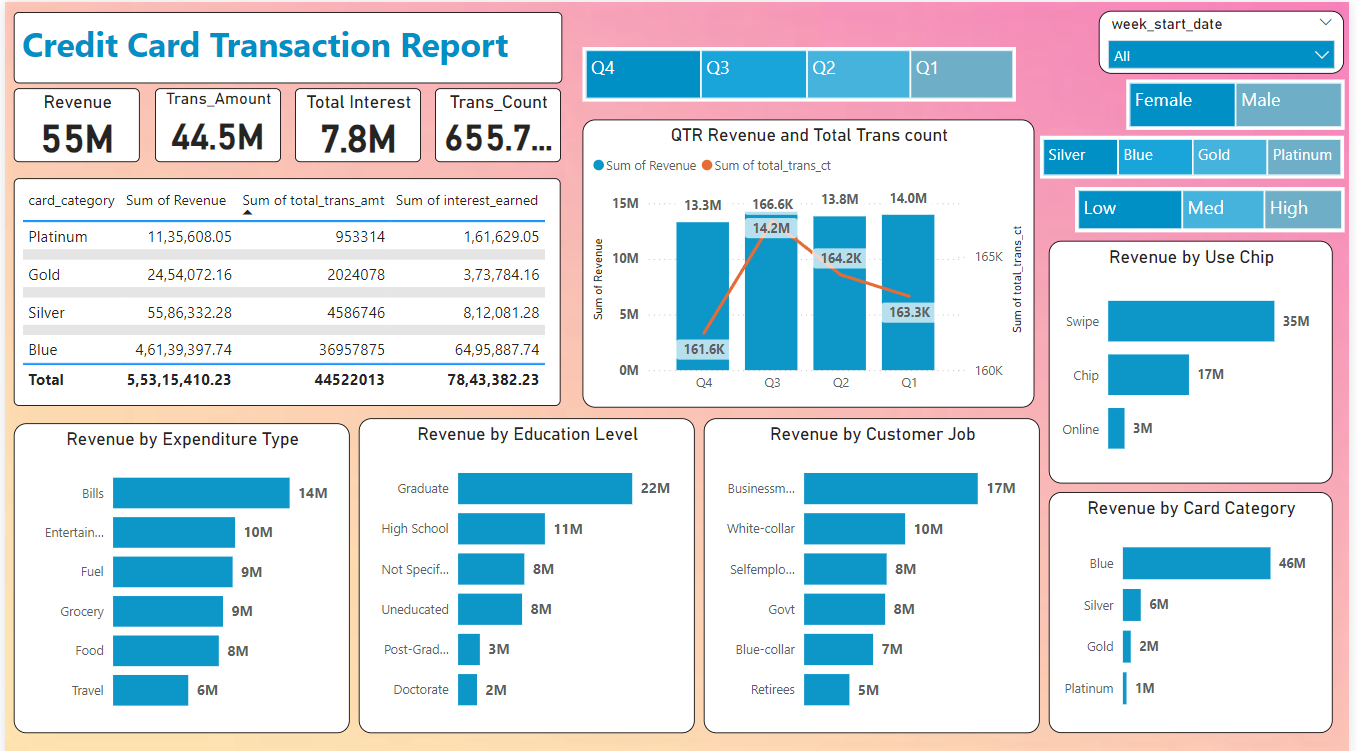 Credit Card Transaction Report
week_start_date
All
Q4 Q3 Q2 Q1
Female Male
Silver Blue Gold Platinum
Low Med High
Revenue
55M
Trans_Amount
44.5M
Total Interest
7.8M
Trans_Count
655.7...
card_category Sum of Revenue Sum of total_trans_amt Sum of interest_earned
Platinum 11,35,608.05 953314 1,61,629.05
Gold 24,54,072.16 2024078 3,73,784.16
Silver 55,86,332.28 4586746 8,12,081.28
Blue 4,61,39,397.74 36957875 64,95,887.74
Total 5,53,15,410.23 44522013 78,43,382.23
QTR Revenue and Total Trans count
Sum of Revenue Sum of total_trans_ct
Sum of Revenue
15M
10M
5M
0M
13.3M 166.6K 13.8M 14.0M
14.2M
164.2K
163.3K
161.6K
165K
160K
Sum of total_trans_ct
Q4 Q3 Q2 Q1
Revenue by Use Chip
Swipe 35M
Chip 17M
Online 3M
Revenue by Expenditure Type
Bills 14M
Entertain... 10M
Fuel 9M
Grocery 9M
Food 8M
Travel 6M
Revenue by Education Level
Graduate 22M
High School 11M
Not Specif... 8M
Uneducated 8M
Post-Grad... 3M
Doctorate 2M
Revenue by Customer Job
Businessm... 17M
White-collar 10M
Selfemplo... 8M
Govt 8M
Blue-collar 7M
Retirees 5M
Revenue by Card Category
Blue 46M
Silver 6M
Gold 2M
Platinum 1M